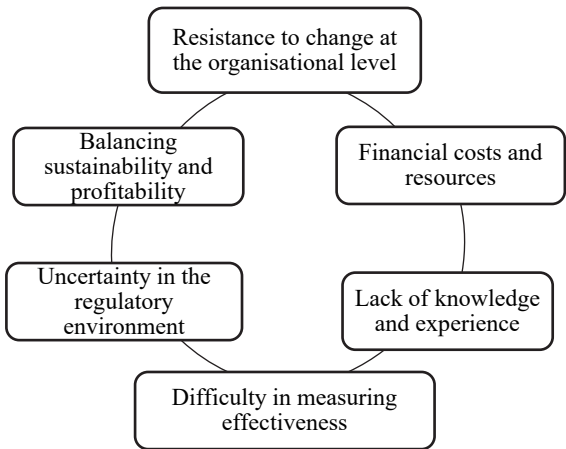 Resistance to change at
the organisational level
Financial costs and
resources
Lack of knowledge
and experience
Difficulty in measuring
effectiveness
Uncertainty in the
regulatory
environment
Balancing
sustainability and
profitability